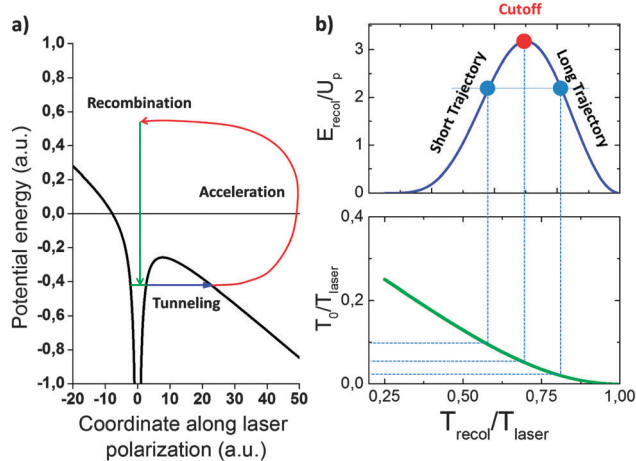 a)
Potential energy (a.u.)
1,0
0,8
0,6
0,4
0,2
0,0
-0,2
-0,4
-0,6
-0,8
-1,0
Recombination
Acceleration
Tunneling
-20 -10 0 10 20 30 40 50
Coordinate along laser
polarization (a.u.)
b)
Cutoff
E_recol/U_p
3
2
1
0
Short Trajectory
Long Trajectory
T_0/T_laser
0,4
0,2
0,0
0,25 0,50 0,75 1,00
T_recol/T_laser